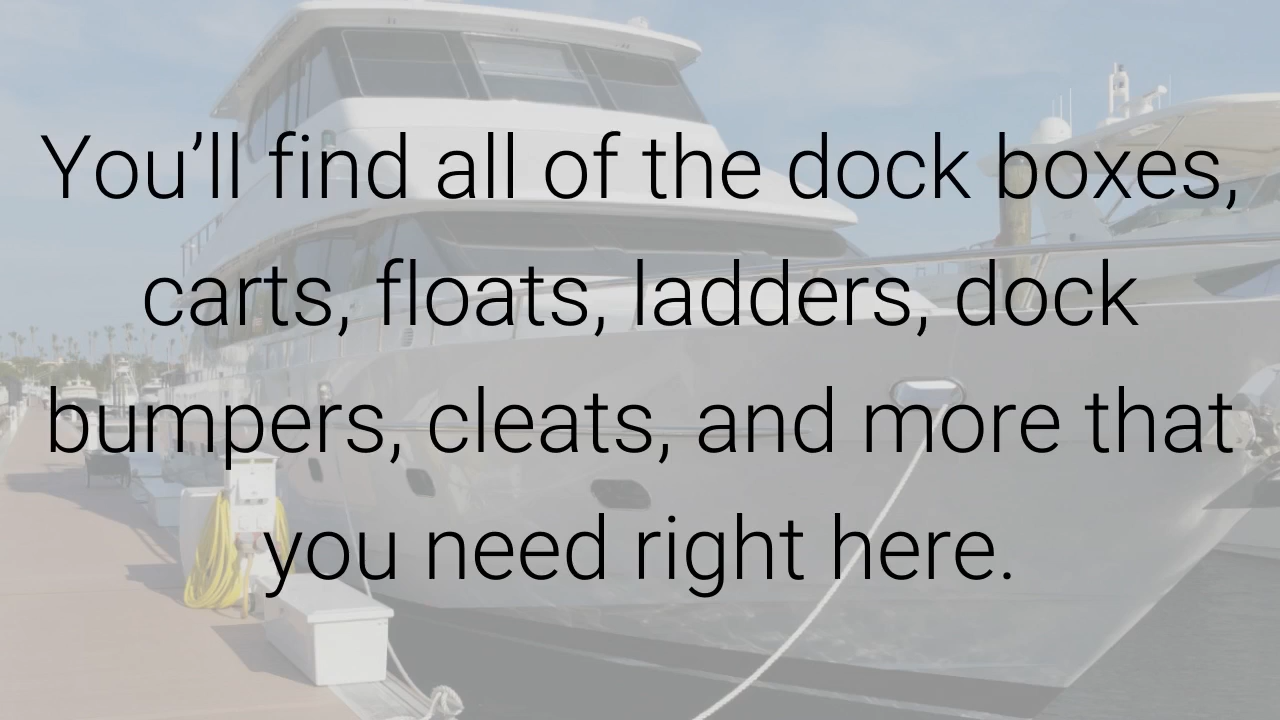 You’ll find all of the dock boxes,
carts, floats, ladders, dock
bumpers, cleats, and more that
you need right here.